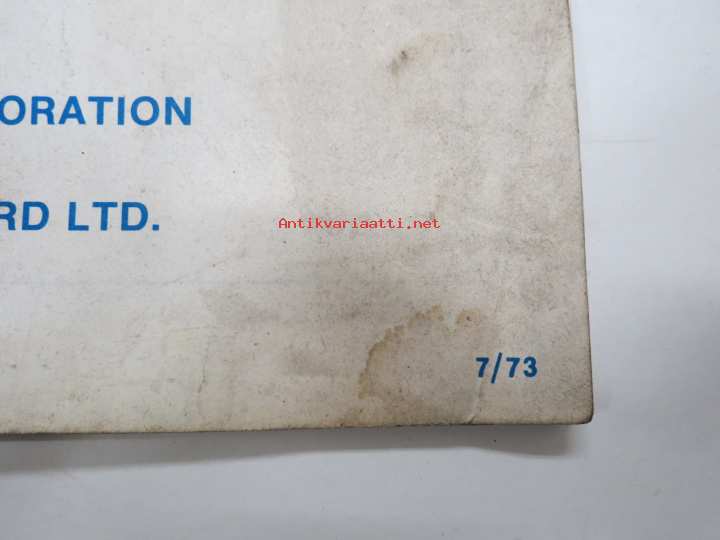 ORATION
RD LTD.
Antikvariaatti.net
7/73